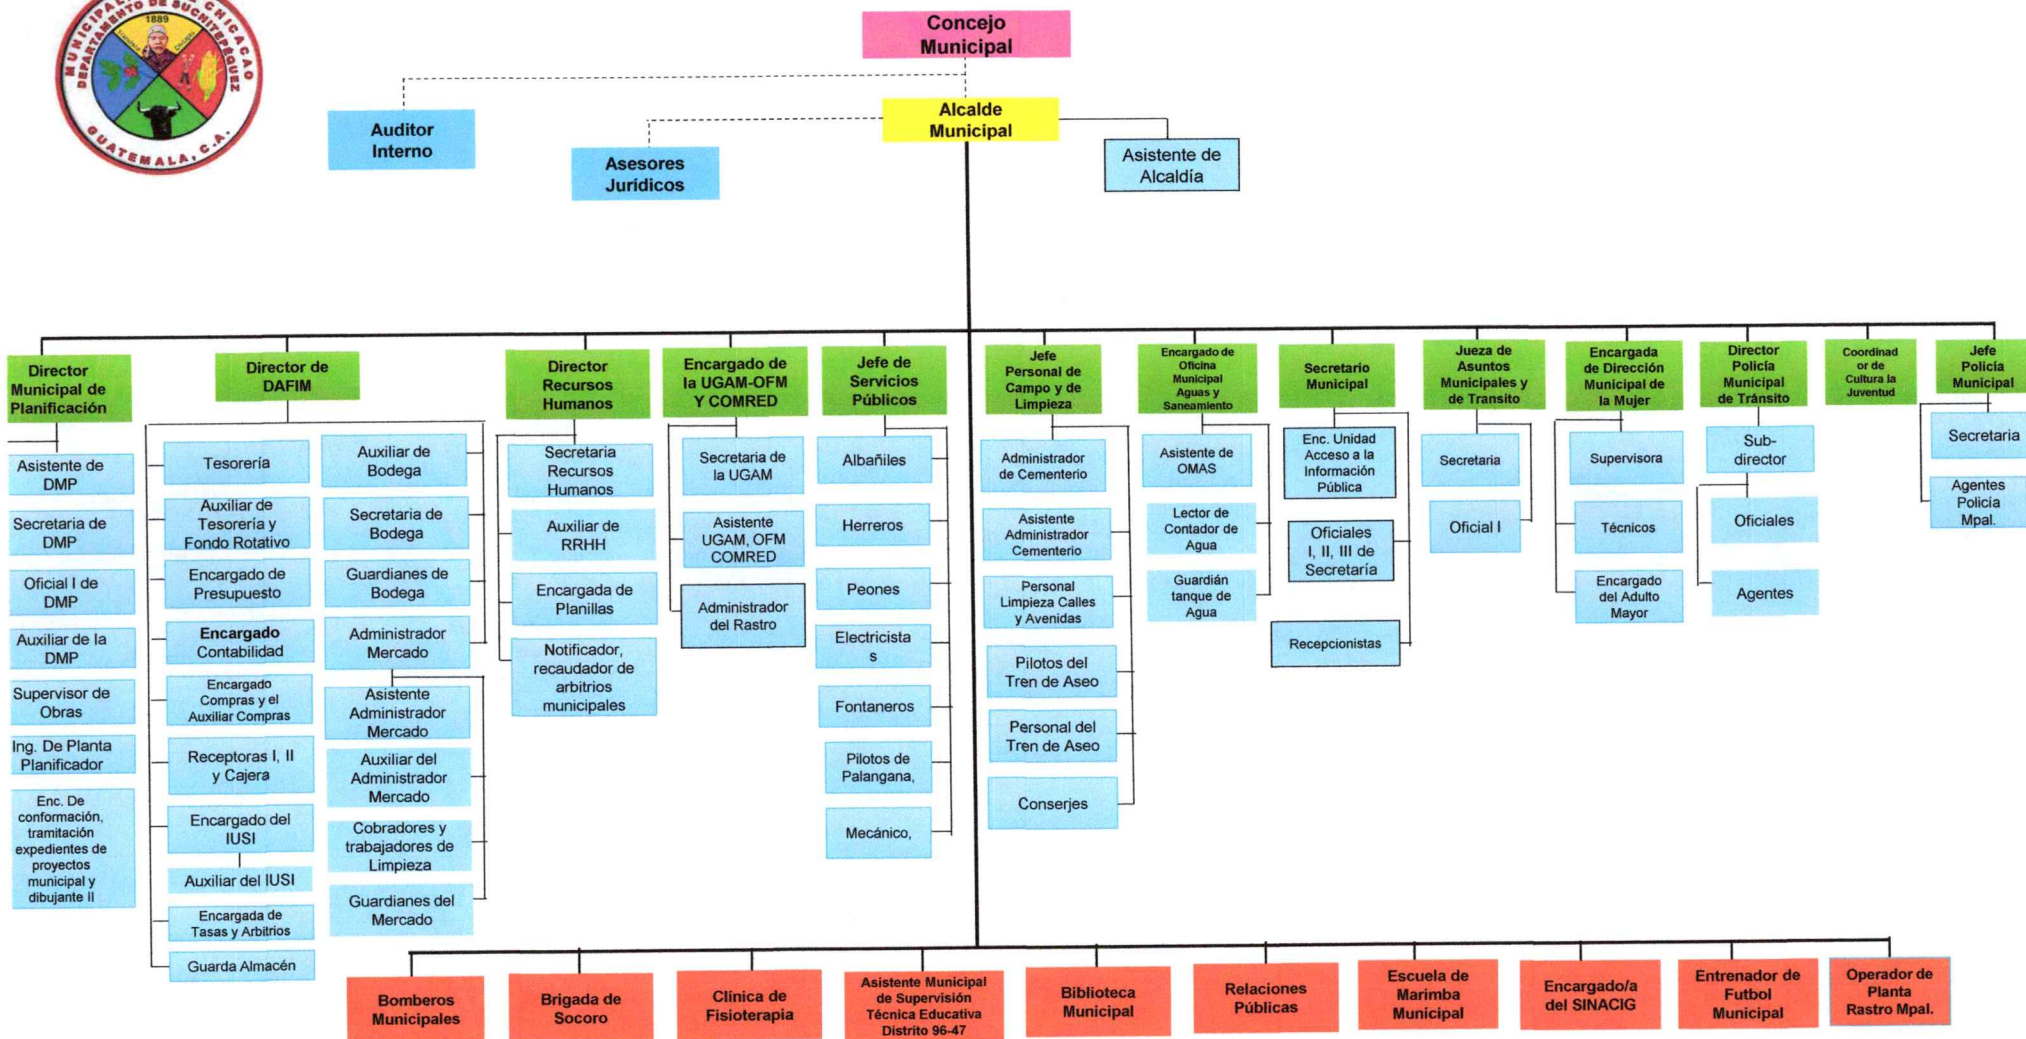 MUNICIPAL
CHICACAO
DEPARTAMENTO DE SUCHITEPÉQUEZ
1889
GUATEMALA, C.A.
Concejo
Municipal
Alcalde
Municipal
Auditor
Interno
Asesores
Jurídicos
Asistente de
Alcaldía
Director
Municipal de
Planificación
Asistente de
DMP
Secretaria de
DMP
Oficial I de
DMP
Auxiliar de la
DMP
Supervisor de
Obras
Ing. De Planta
Planificador
Enc. De
conformación,
tramitación
expedientes de
proyectos
municipal y
dibujante II
Director de
DAFIM
Tesorería
Auxiliar de
Tesorería y
Fondo Rotativo
Encargado de
Presupuesto
Encargado
Contabilidad
Encargado
Compras y el
Auxiliar Compras
Receptoras I, II
y Cajera
Encargado del
IUSI
Auxiliar del IUSI
Encargada de
Tasas y Arbitrios
Guarda Almacén
Auxiliar de
Bodega
Secretaria de
Bodega
Guardianes de
Bodega
Administrador
Mercado
Asistente
Administrador
Mercado
Auxiliar del
Administrador
Mercado
Cobradores y
trabajadores de
Limpieza
Guardianes del
Mercado
Director
Recursos
Humanos
Secretaria
Recursos
Humanos
Auxiliar de
RRHH
Encargada de
Planillas
Notificador,
recaudador de
arbitrios
municipales
Encargado de
la UGAM-OFM
Y COMRED
Secretaria de
la UGAM
Asistente
UGAM, OFM
COMRED
Administrador
del Rastro
Jefe de
Servicios
Públicos
Albañiles
Herreros
Peones
Electricista
s
Fontaneros
Pilotos de
Palangana,
Mecánico,
Jefe
Personal de
Campo y de
Limpieza
Administrador
de Cementerio
Asistente
Administrador
Cementerio
Personal
Limpieza Calles
y Avenidas
Pilotos del
Tren de Aseo
Personal del
Tren de Aseo
Conserjes
Encargado de
Oficina
Municipal
Aguas y
Saneamiento
Asistente de
OMAS
Lector de
Contador de
Agua
Guardián
tanque de
Agua
Secretario
Municipal
Enc. Unidad
Acceso a la
Información
Pública
Oficiales
I, II, III de
Secretaría
Recepcionistas
Jueza de
Asuntos
Municipales y
de Transito
Secretaria
Oficial I
Encargada
de Dirección
Municipal de
la Mujer
Supervisora
Técnicos
Encargado
del Adulto
Mayor
Director
Policía
Municipal
de Tránsito
Sub-
director
Oficiales
Agentes
Coordinad
or de
Cultura la
Juventud
Jefe
Policía
Municipal
Secretaria
Agentes
Policía
Mpal.
Bomberos
Municipales
Brigada de
Socoro
Clínica de
Fisioterapia
Asistente Municipal
de Supervisión
Técnica Educativa
Distrito 96-47
Biblioteca
Municipal
Relaciones
Públicas
Escuela de
Marimba
Municipal
Encargado/a
del SINACIG
Entrenador de
Futbol
Municipal
Operador de
Planta
Rastro Mpal.